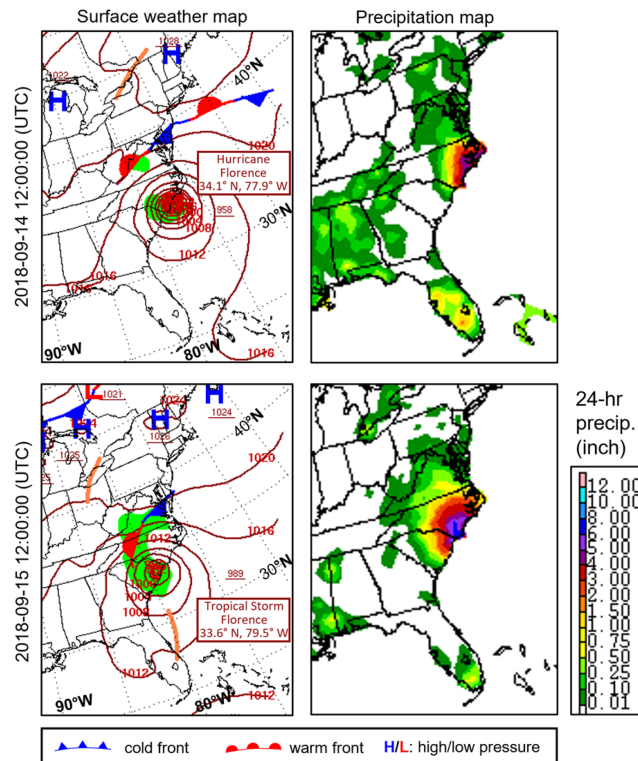 Surface weather map
Precipitation map
2018-09-14 12:00:00 (UTC)
1028
H
1022
H
40°N
1020
Hurricane
Florence
34.1° N, 77.9° W
958
1004
1008
30°N
1012
1016
1016
90°W
80°W
1016
2018-09-15 12:00:00 (UTC)
L
1021
1024
H
1024
H
H
1026
1025
40°N
1020
1016
1012
989
30°N
1004
1008
Tropical Storm
Florence
33.6° N, 79.5° W
1012
1012
90°W
80°W
24-hr
precip.
(inch)
12.00
10.00
8.00
6.00
5.00
4.00
3.00
2.00
1.50
1.00
0.75
0.50
0.25
0.10
0.01
cold front
warm front
H/L: high/low pressure